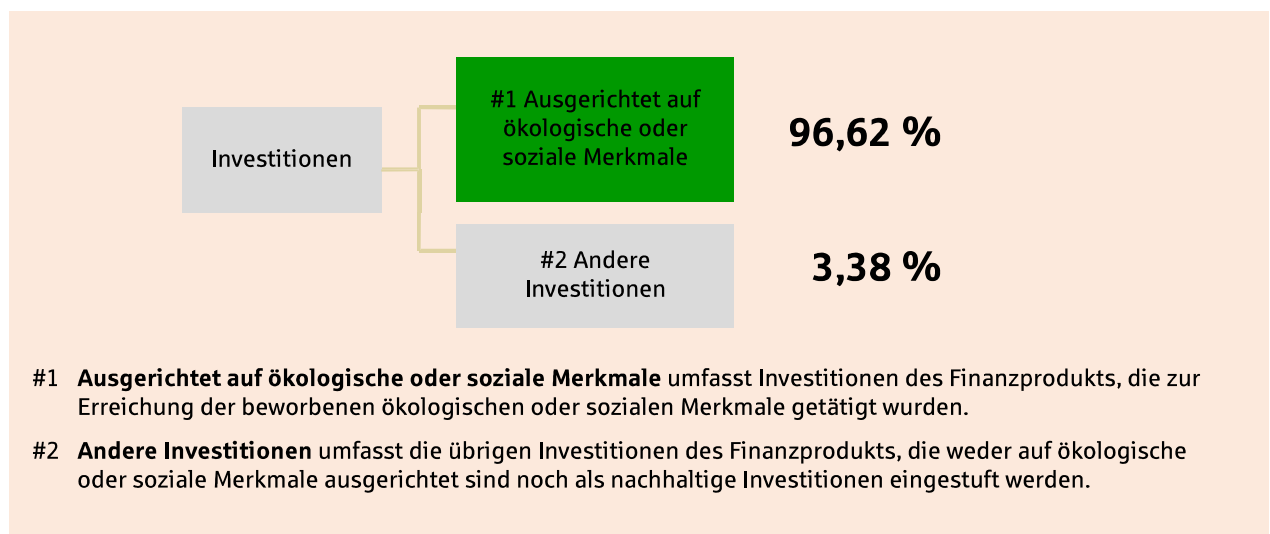 #1 Ausgerichtet auf
ökologische oder
soziale Merkmale
96,62 %
Investitionen
#2 Andere
Investitionen
3,38 %
#1 Ausgerichtet auf ökologische oder soziale Merkmale umfasst Investitionen des Finanzprodukts, die zur
Erreichung der beworbenen ökologischen oder sozialen Merkmale getätigt wurden.
#2 Andere Investitionen umfasst die übrigen Investitionen des Finanzprodukts, die weder auf ökologische
oder soziale Merkmale ausgerichtet sind noch als nachhaltige Investitionen eingestuft werden.